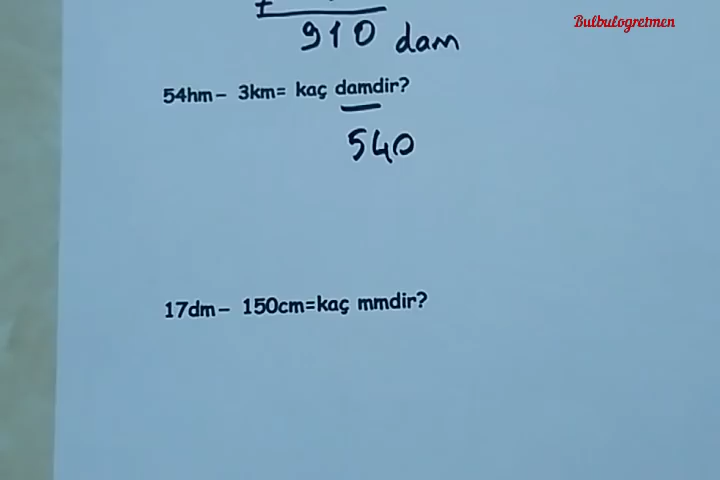 Bulbulogretmen
+
910 dam
54hm- 3km= kaç damdir?
540
17dm- 150cm=kaç mmdir?